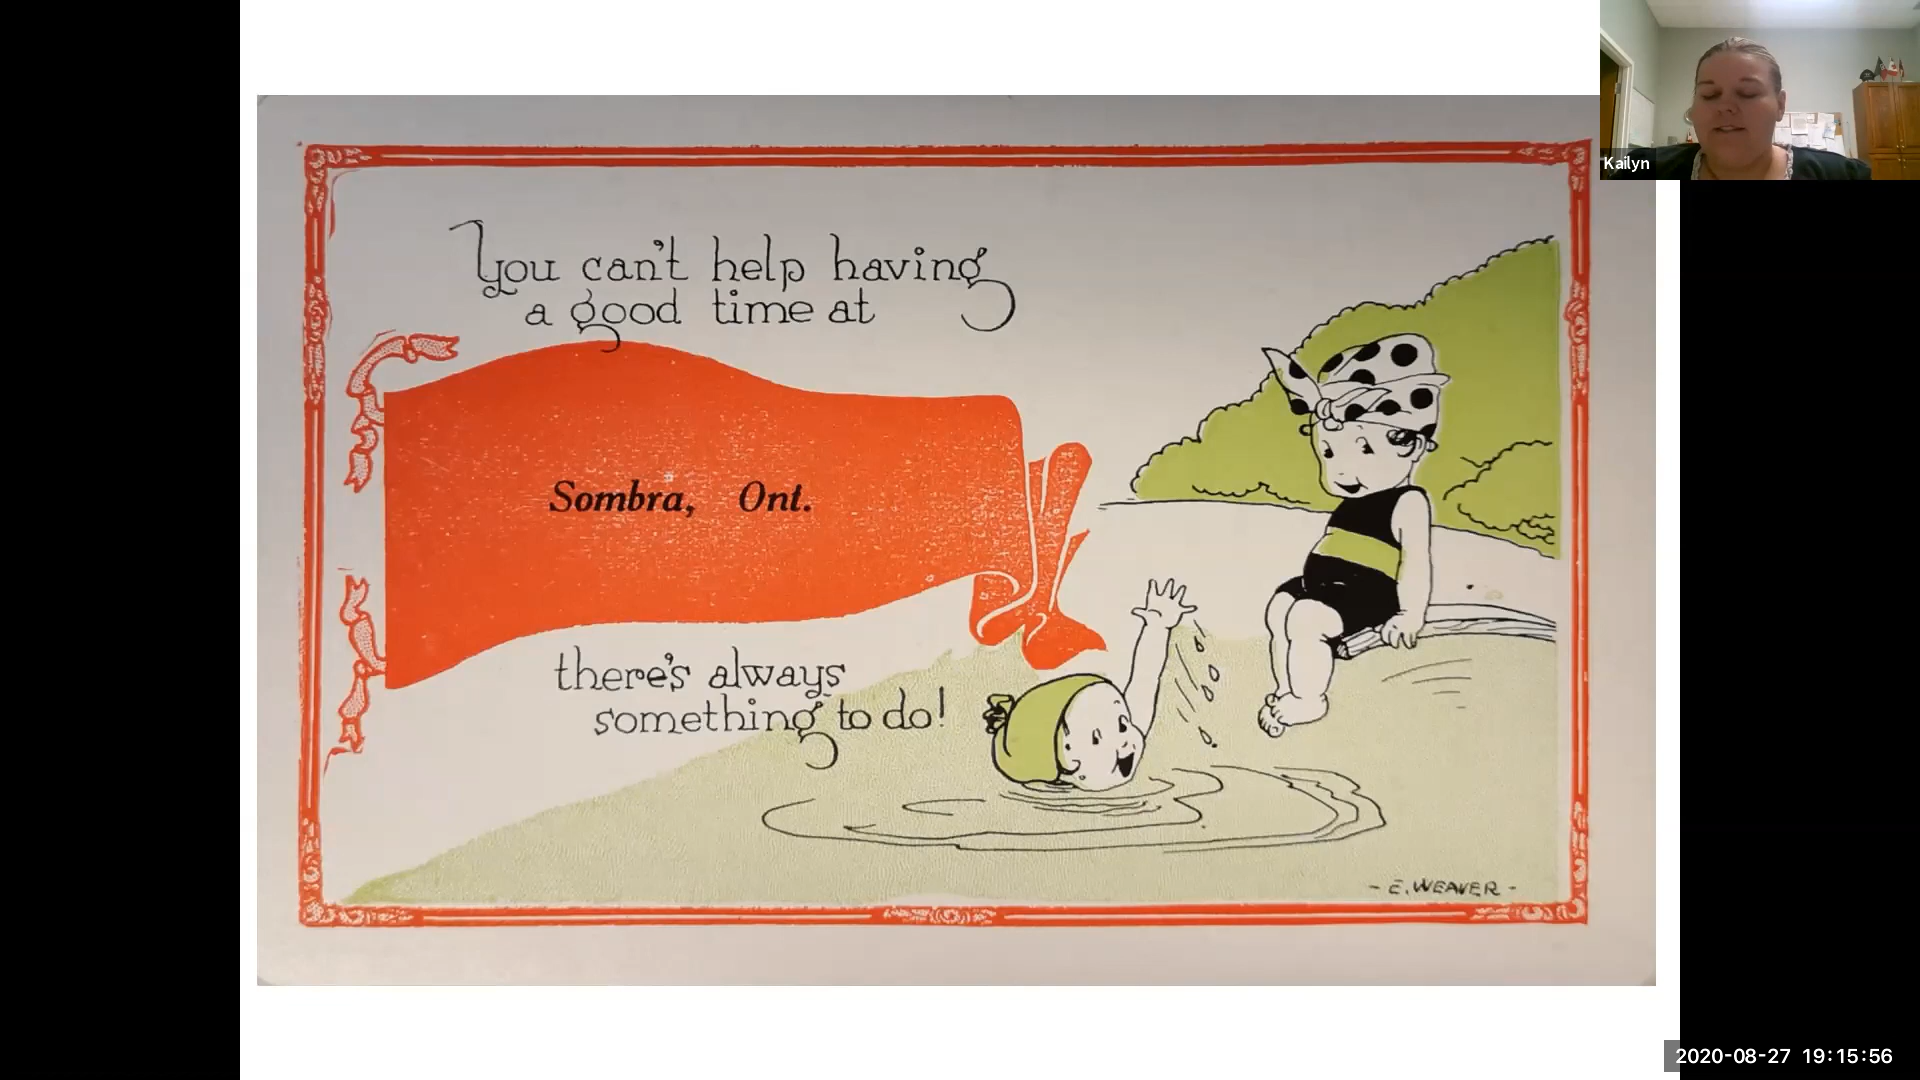 Kailyn
You can't help having
a good time at
Sombra, Ont.
there's always
something to do!
- E. WEAVER -
2020-08-27 19:15:56